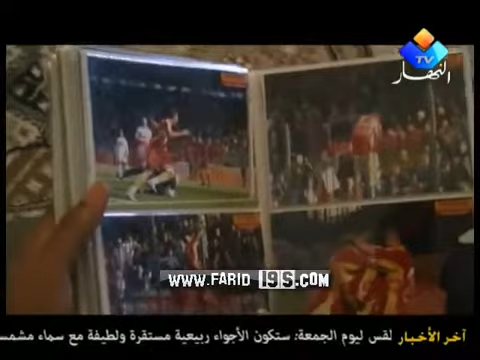 TV
النهار
WWW.FARID 19S.COM
آخر الأخبار لقس ليوم الجمعة: ستكون الأجواء ربيعية مستقرة ولطيفة مع سماء مشمس